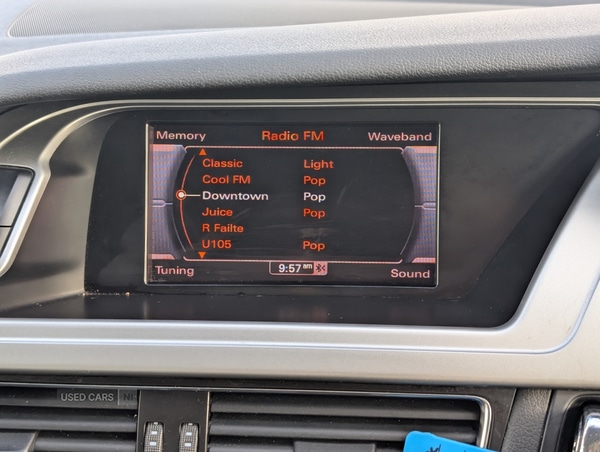 Memory Radio FM Waveband
Classic Light
Cool FM Pop
Downtown Pop
Juice Pop
R Failte
U105 Pop
Tuning 9:57 am Sound
USED CARS NI